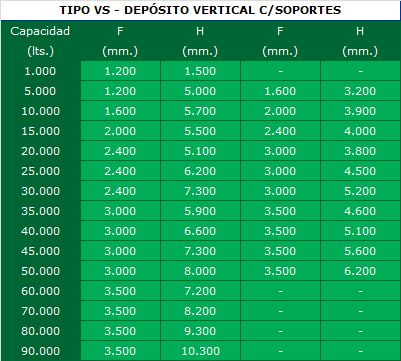 TIPO VS - DEPÓSITO VERTICAL C/SOPORTES
Capacidad F H F H
(lts.) (mm.) (mm.) (mm.) (mm.)
1.000 1.200 1.500 - -
5.000 1.200 5.000 1.600 3.200
10.000 1.600 5.700 2.000 3.900
15.000 2.000 5.500 2.400 4.000
20.000 2.400 5.100 3.000 3.800
25.000 2.400 6.200 3.000 4.500
30.000 2.400 7.300 3.000 5.200
35.000 3.000 5.900 3.500 4.600
40.000 3.000 6.600 3.500 5.100
45.000 3.000 7.300 3.500 5.600
50.000 3.000 8.000 3.500 6.200
60.000 3.500 7.200 - -
70.000 3.500 8.200 - -
80.000 3.500 9.300 - -
90.000 3.500 10.300 - -